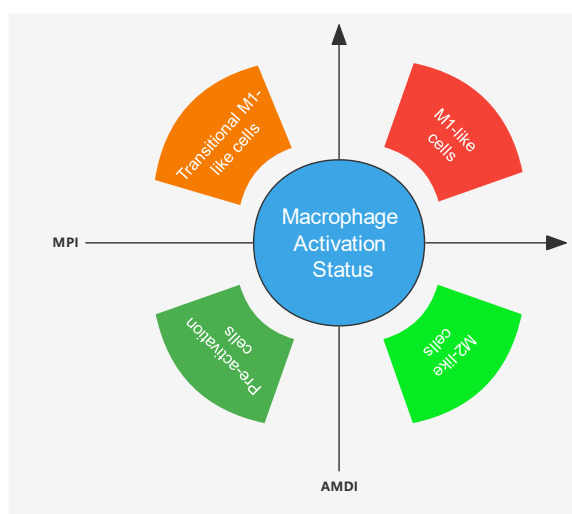 Transitional M1-
like cells
M1-like
cells
Macrophage
Activation
Status
MPI
Pre-activation
cells
M2-like
cells
AMDI